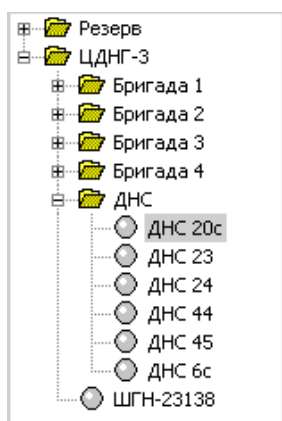 Резерв
ЦДНГ-3
Бригада 1
Бригада 2
Бригада 3
Бригада 4
ДНС
ДНС 20с
ДНС 23
ДНС 24
ДНС 44
ДНС 45
ДНС 6с
ШГН-23138